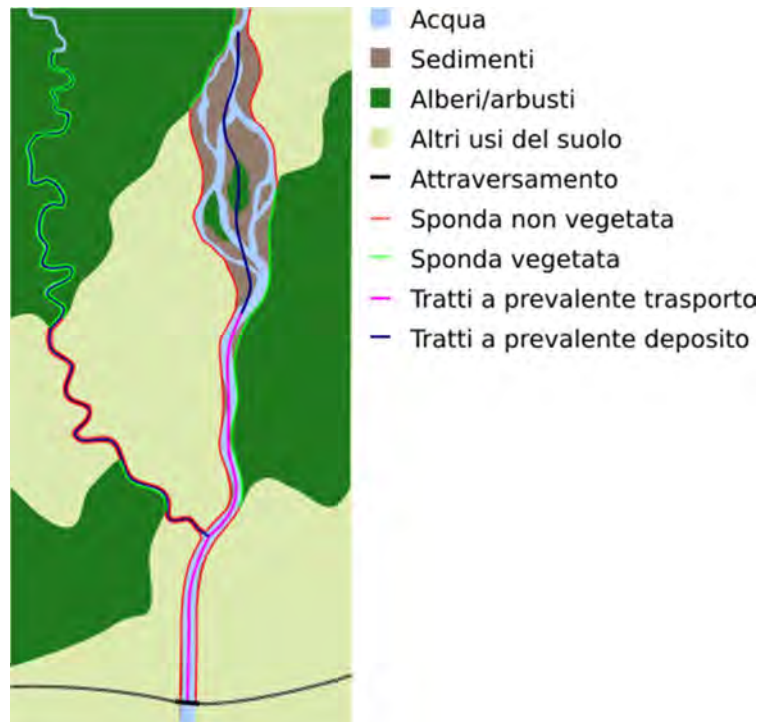 Acqua
Sedimenti
Alberi/arbusti
Altri usi del suolo
Attraversamento
Sponda non vegetata
Sponda vegetata
Tratti a prevalente trasporto
Tratti a prevalente deposito